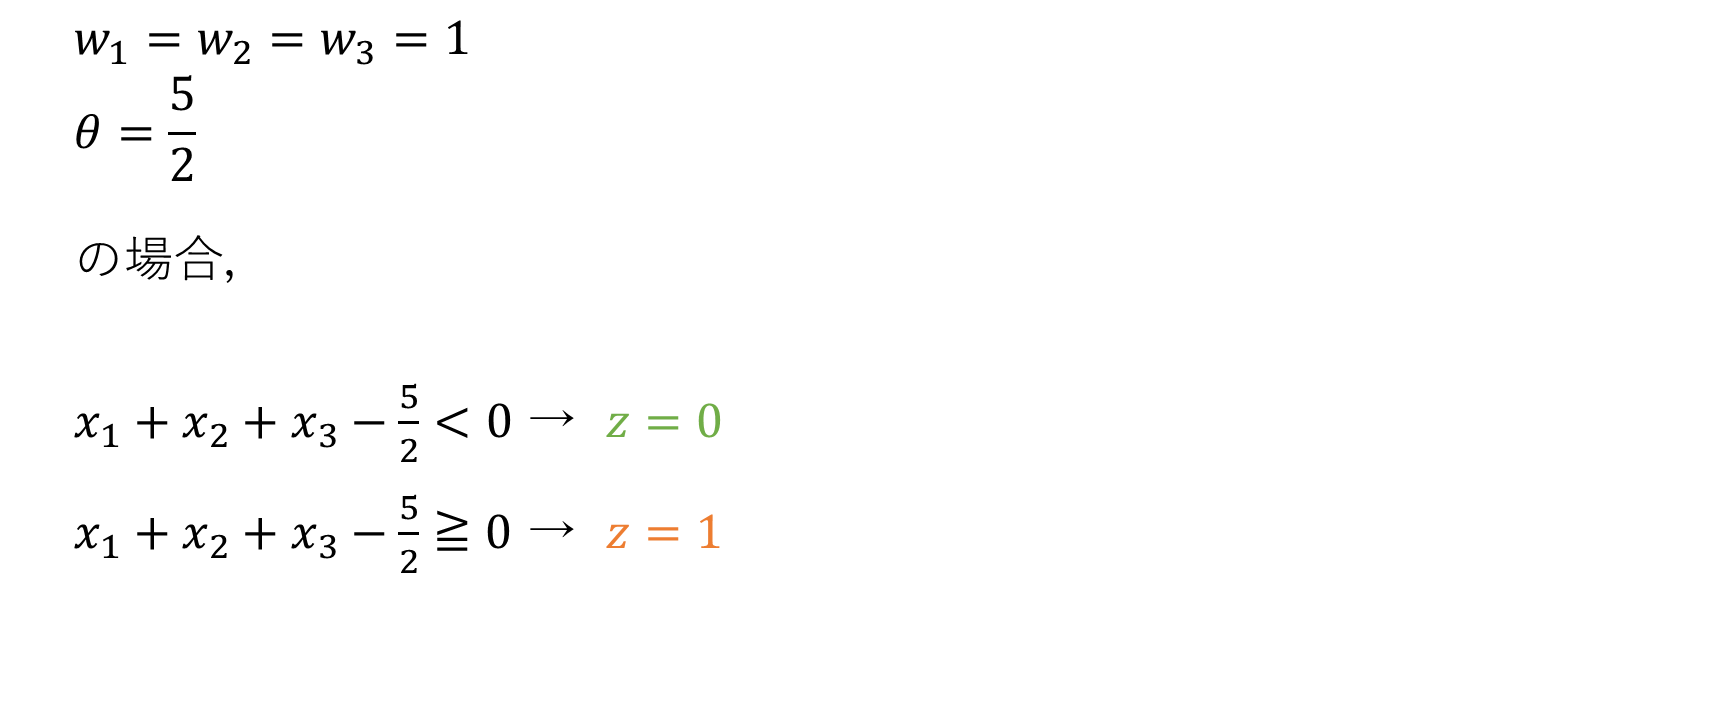 w₁ = w₂ = w₃ = 1
θ = 5/2
の場合,
x₁ + x₂ + x₃ − 5/2 < 0 → z = 0
x₁ + x₂ + x₃ − 5/2 ≧ 0 → z = 1